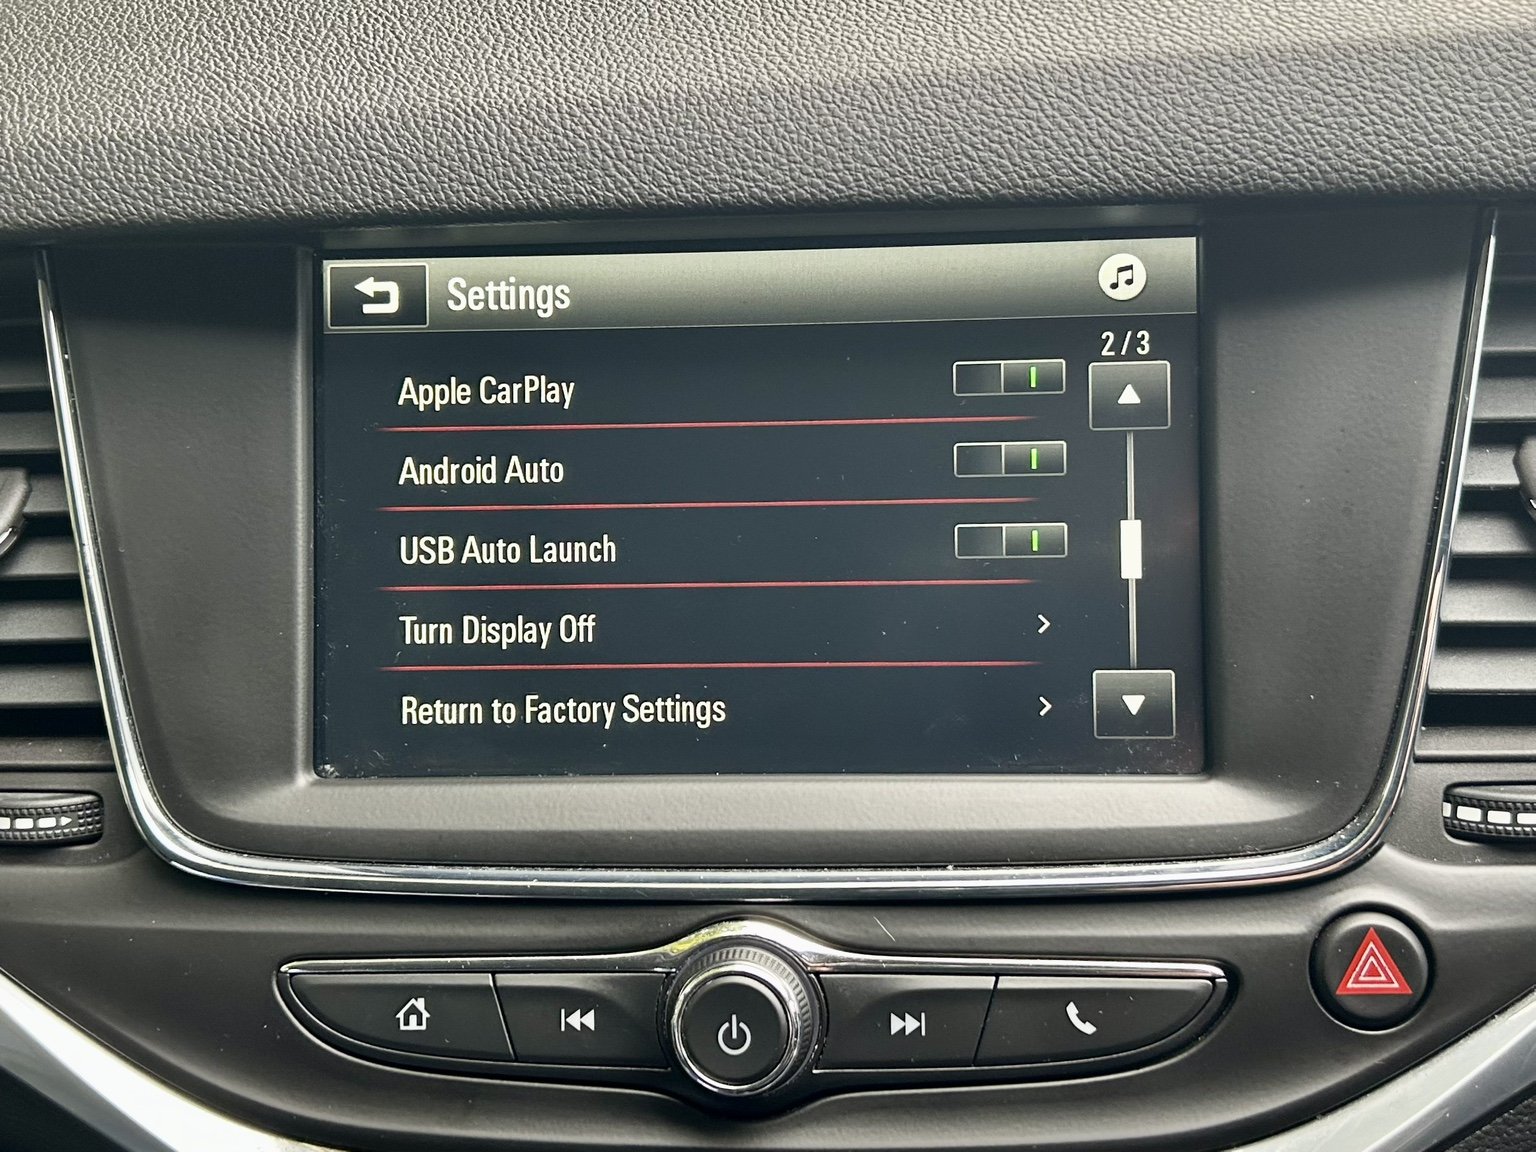 Settings
2/3
Apple CarPlay
Android Auto
USB Auto Launch
Turn Display Off
Return to Factory Settings